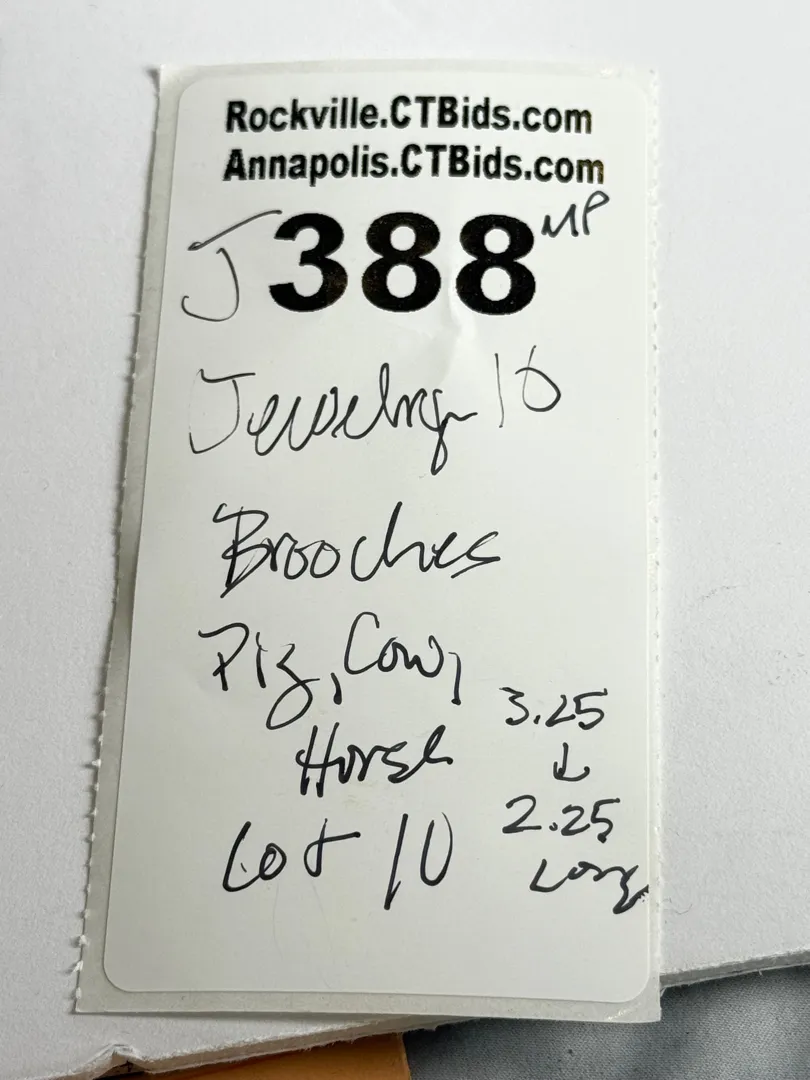 Rockville.CTBids.com
Annapolis.CTBids.com
J388 MP
Jewelry 10
Brooches
Pig, Cow,
Horse
3.25
↓
2.25
Long
Lot 10